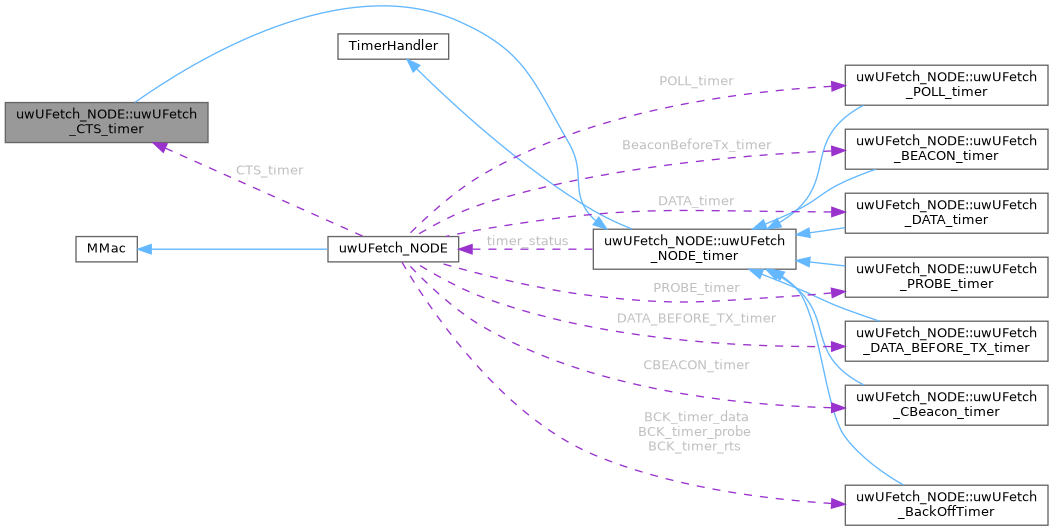 TimerHandler
uwUFetch_NODE::uwUFetch
_CTS_timer
POLL_timer
uwUFetch_NODE::uwUFetch
_POLL_timer
BeaconBeforeTx_timer
uwUFetch_NODE::uwUFetch
_BEACON_timer
CTS_timer
DATA_timer
uwUFetch_NODE::uwUFetch
_DATA_timer
MMac
uwUFetch_NODE
timer_status
uwUFetch_NODE::uwUFetch
_NODE_timer
PROBE_timer
uwUFetch_NODE::uwUFetch
_PROBE_timer
DATA_BEFORE_TX_timer
uwUFetch_NODE::uwUFetch
_DATA_BEFORE_TX_timer
CBEACON_timer
uwUFetch_NODE::uwUFetch
_CBeacon_timer
BCK_timer_data
BCK_timer_probe
BCK_timer_rts
uwUFetch_NODE::uwUFetch
_BackOffTimer